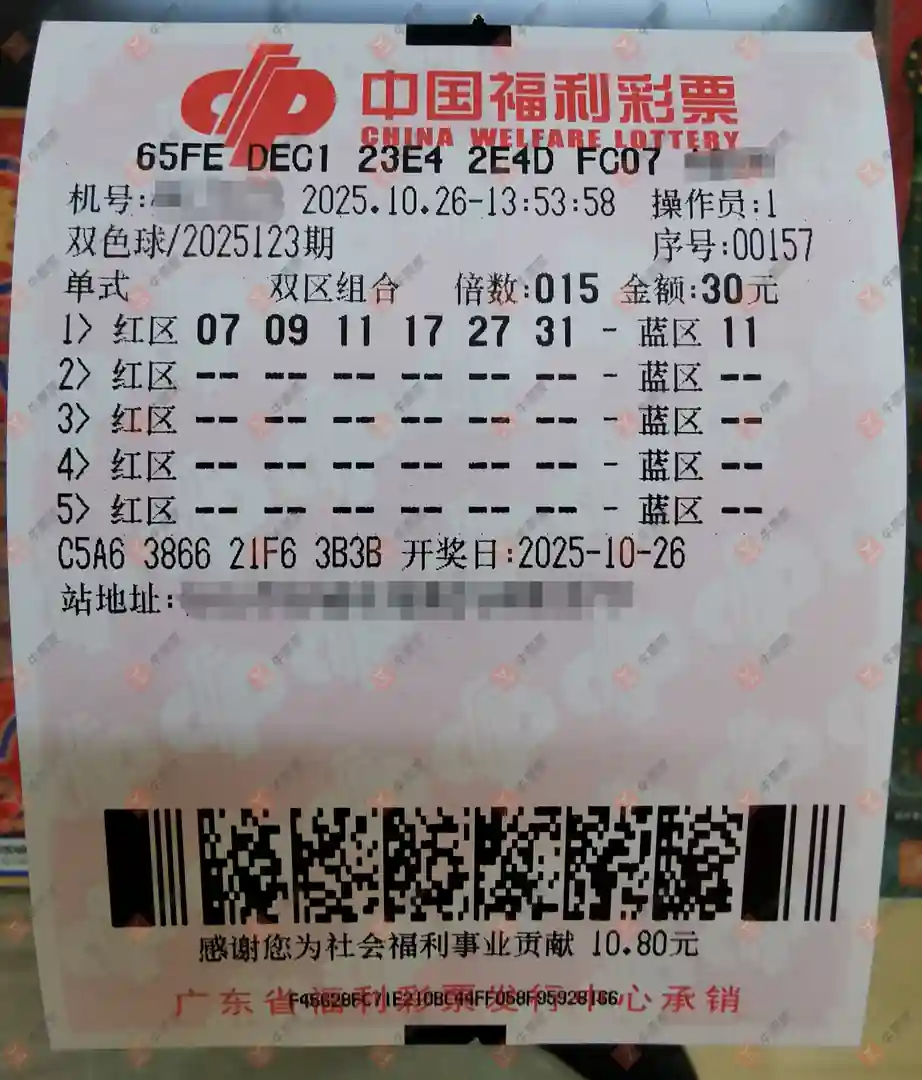 中国福利彩票
CHINA WELFARE LOTTERY
65FE DEC1 23E4 2E4D FC07
机号: 2025.10.26-13:53:58 操作员:1
双色球/2025123期 序号:00157
单式 双区组合 倍数:015 金额:30元
1> 红区 07 09 11 17 27 31 - 蓝区 11
2> 红区 -- -- -- -- -- -- - 蓝区 --
3> 红区 -- -- -- -- -- -- - 蓝区 --
4> 红区 -- -- -- -- -- -- - 蓝区 --
5> 红区 -- -- -- -- -- -- - 蓝区 --
C5A6 3866 21F6 3B3B 开奖日:2025-10-26
站地址:
感谢您为社会福利事业贡献 10.80元
广东省福利彩票发行中心承销